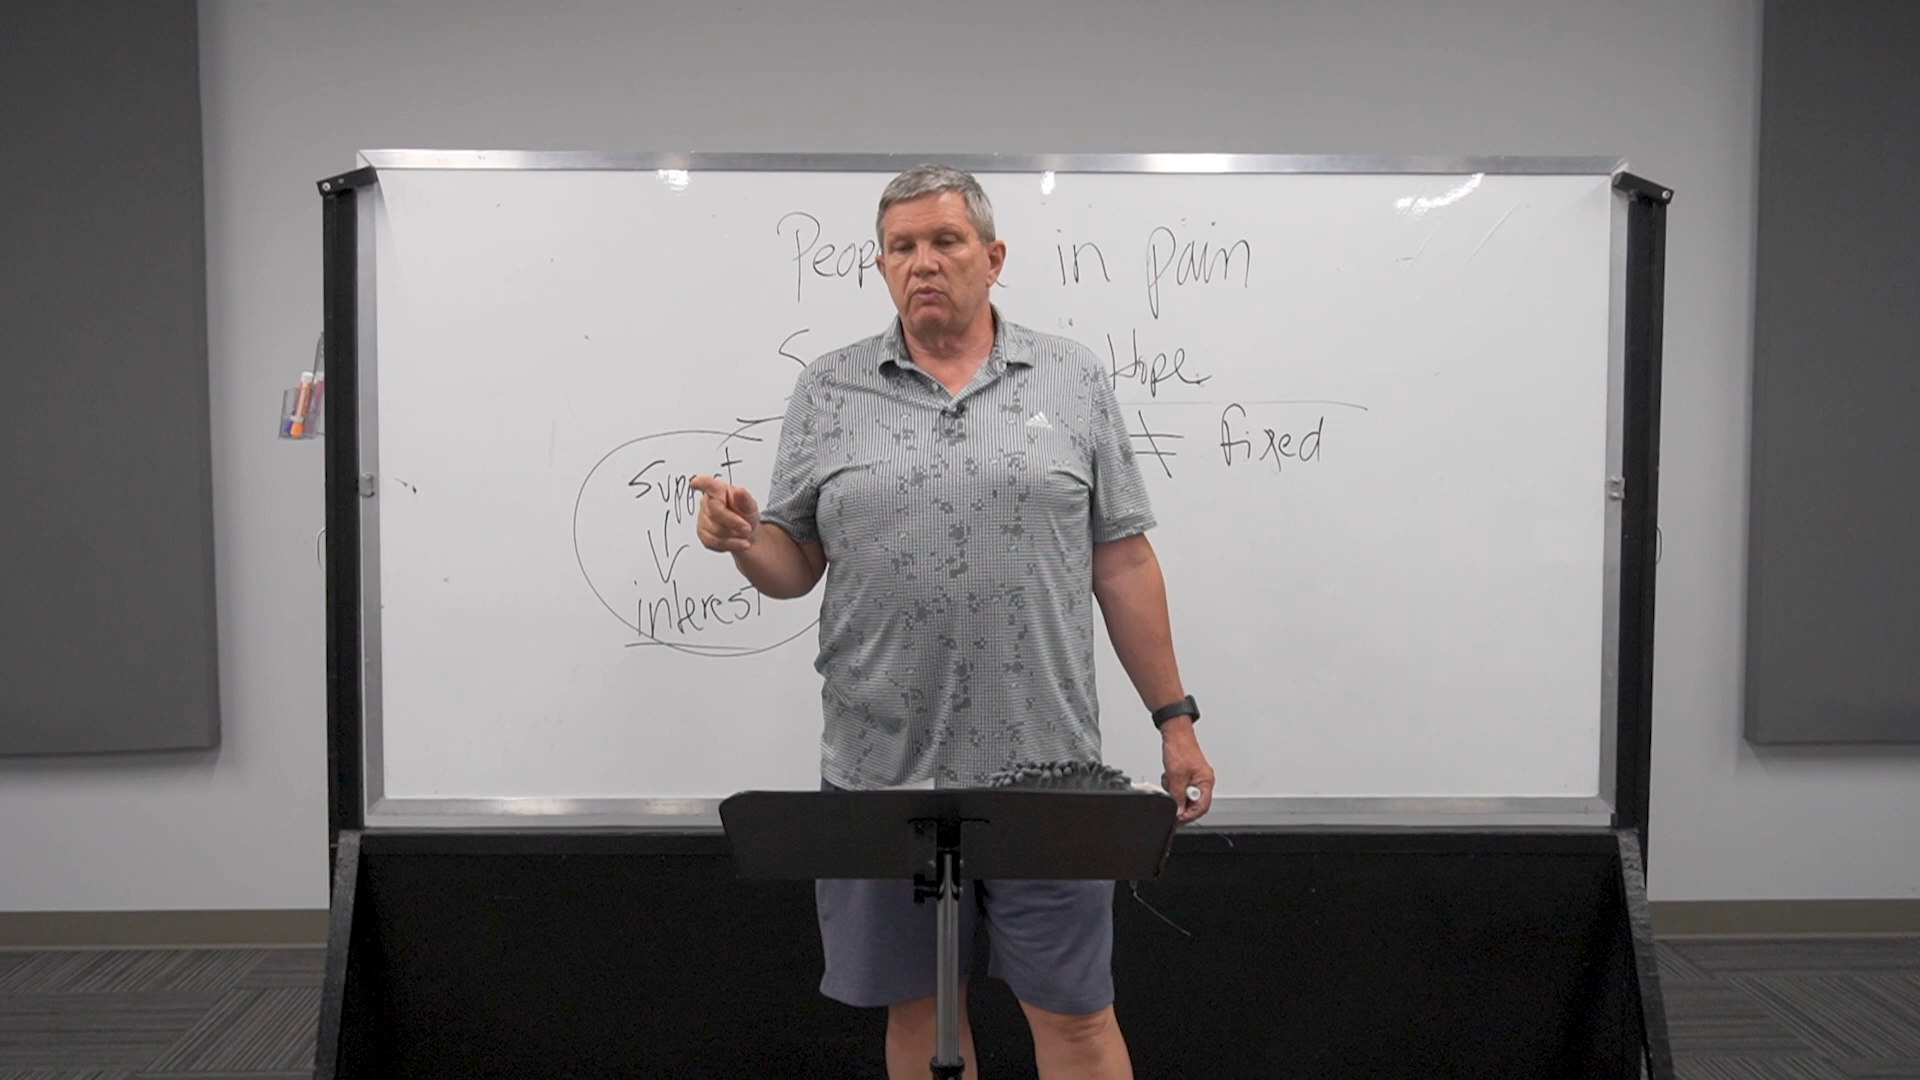 in pain
Hope
≠ fixed
support
interest